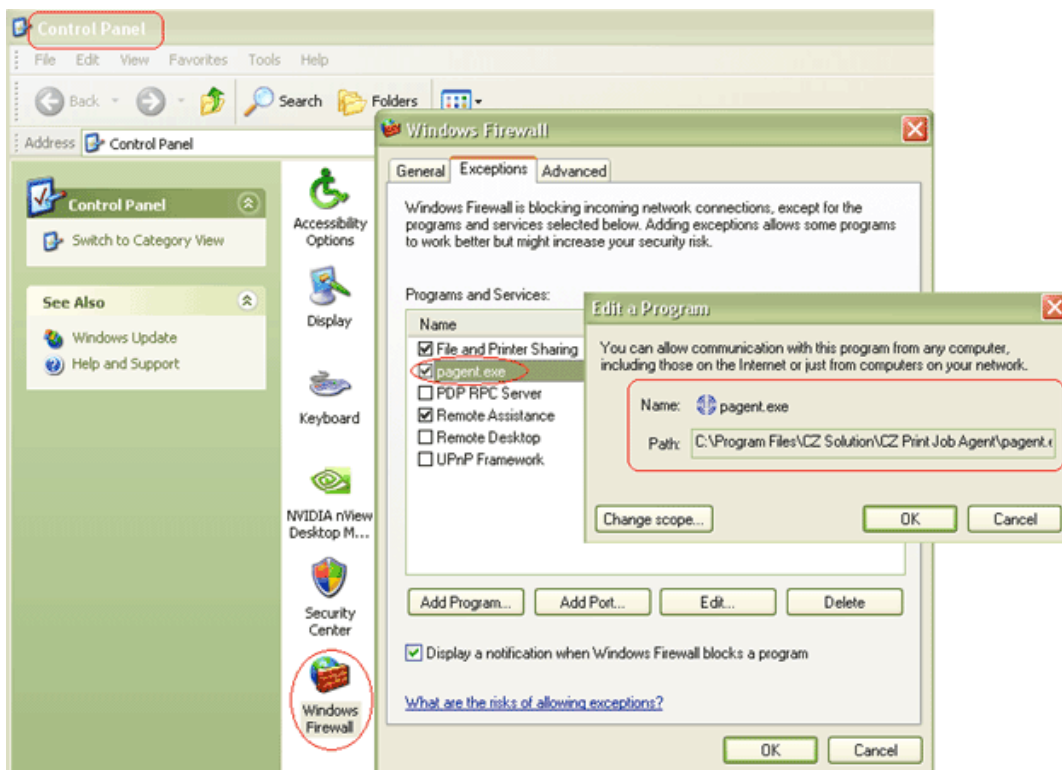 Control Panel
File Edit View Favorites Tools Help
Back Search Folders
Address Control Panel
Control Panel
Switch to Category View
See Also
Windows Update
Help and Support
Accessibility
Options
Display
Keyboard
NVIDIA nView
Desktop M...
Security
Center
Windows
Firewall
Windows Firewall
General Exceptions Advanced
Windows Firewall is blocking incoming network connections, except for the
programs and services selected below. Adding exceptions allows some programs
to work better but might increase your security risk.
Programs and Services:
Name
File and Printer Sharing
pagent.exe
PDP RPC Server
Remote Assistance
Remote Desktop
UPnP Framework
Add Program... Add Port... Edit... Delete
Display a notification when Windows Firewall blocks a program
What are the risks of allowing exceptions?
OK Cancel
Edit a Program
You can allow communication with this program from any computer,
including those on the Internet or just from computers on your network.
Name: pagent.exe
Path: C:\Program Files\CZ Solution\CZ Print Job Agent\pagent.e
Change scope... OK Cancel